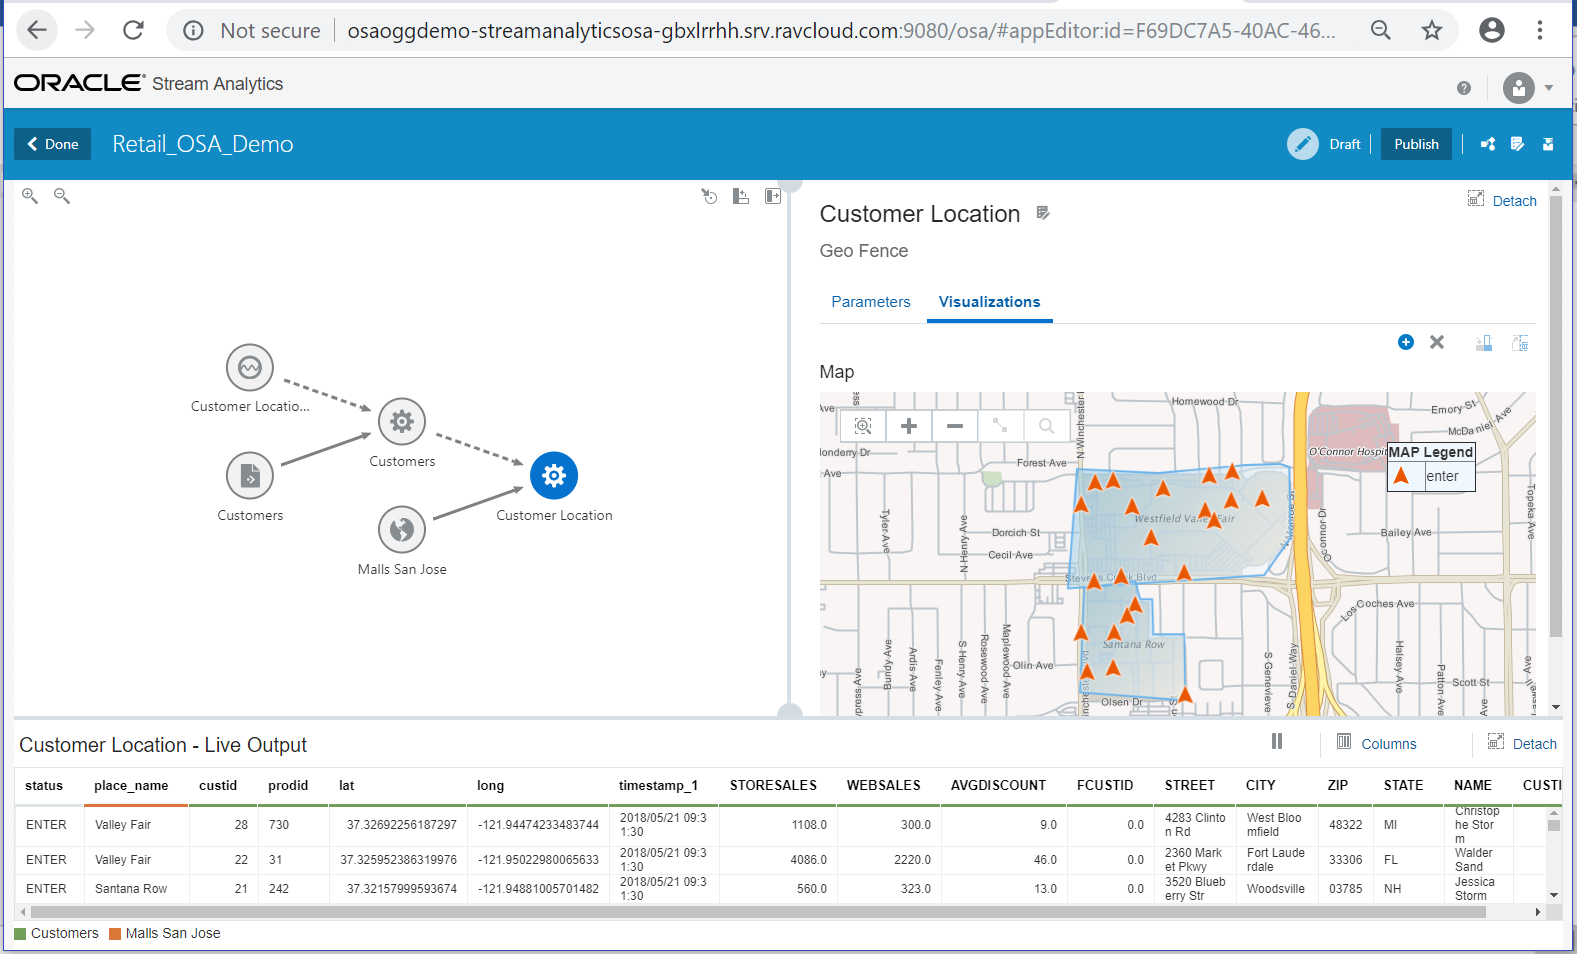 Not secure | osaoggdemo-streamanalyticsosa-gbxlrrhh.srv.ravcloud.com:9080/osa/#appEditor:id=F69DC7A5-40AC-46...
ORACLE Stream Analytics
Done Retail_OSA_Demo Draft Publish
Customer Location
Detach
Geo Fence
Parameters Visualizations
Map
Customer Locatio...
Customers
Customers
Customer Location
Malls San Jose
Homewood Dr
Emory St
McDaniel Ave
O'Connor Hospi
MAP Legend
enter
Ave
londerry Dr
Ave
Forest Ave
N Winchester
Tyler Ave
N Henry Ave
Dorcich St
Cecil Ave
Westfield Valley Fair
N Monroe St
O'connor Dr
Bailey Ave
Topeka Ave
Stevens Creek Blvd
Los Coches Ave
Santana Row
Bundy Ave
Ardis Ave
Fenley Ave
S Henry Ave
Rosewood Ave
Maplewood Ave
Olin Ave
Olsen Dr
S Genevieve
S Daniel Way
Halsey Ave
Patton Ave
Scott St
ypress Ave
Customer Location - Live Output
Columns Detach
status place_name custid prodid lat long timestamp_1 STORESALES WEBSALES AVGDISCOUNT FCUSTID STREET CITY ZIP STATE NAME CUSTI
ENTER Valley Fair 28 730 37.32692256187297 -121.94474233483744 2018/05/21 09:31:30 1108.0 300.0 9.0 0.0 4283 Clinton Rd West Bloomfield 48322 MI Christophe Storm
ENTER Valley Fair 22 31 37.325952386319976 -121.95022980065633 2018/05/21 09:31:30 4086.0 2220.0 46.0 0.0 2360 Market Pkwy Fort Lauderdale 33306 FL Walder Sand
ENTER Santana Row 21 242 37.32157999593674 -121.94881005701482 2018/05/21 09:31:30 560.0 323.0 13.0 0.0 3520 Blueberry Str Woodsville 03785 NH Jessica Storm
Customers Malls San Jose